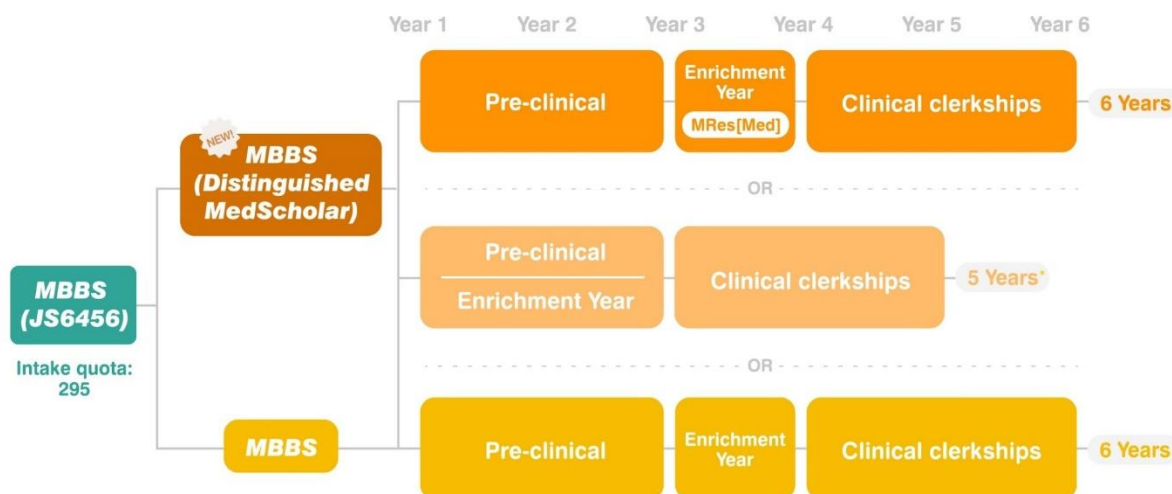 Year 1 Year 2 Year 3 Year 4 Year 5 Year 6
Pre-clinical
Enrichment
Year
MRes[Med]
Clinical clerkships
6 Years
NEW!
MBBS
(Distinguished
MedScholar)
OR
Pre-clinical
Enrichment Year
Clinical clerkships
5 Years*
MBBS
(JS6456)
Intake quota:
295
OR
MBBS
Pre-clinical
Enrichment
Year
Clinical clerkships
6 Years